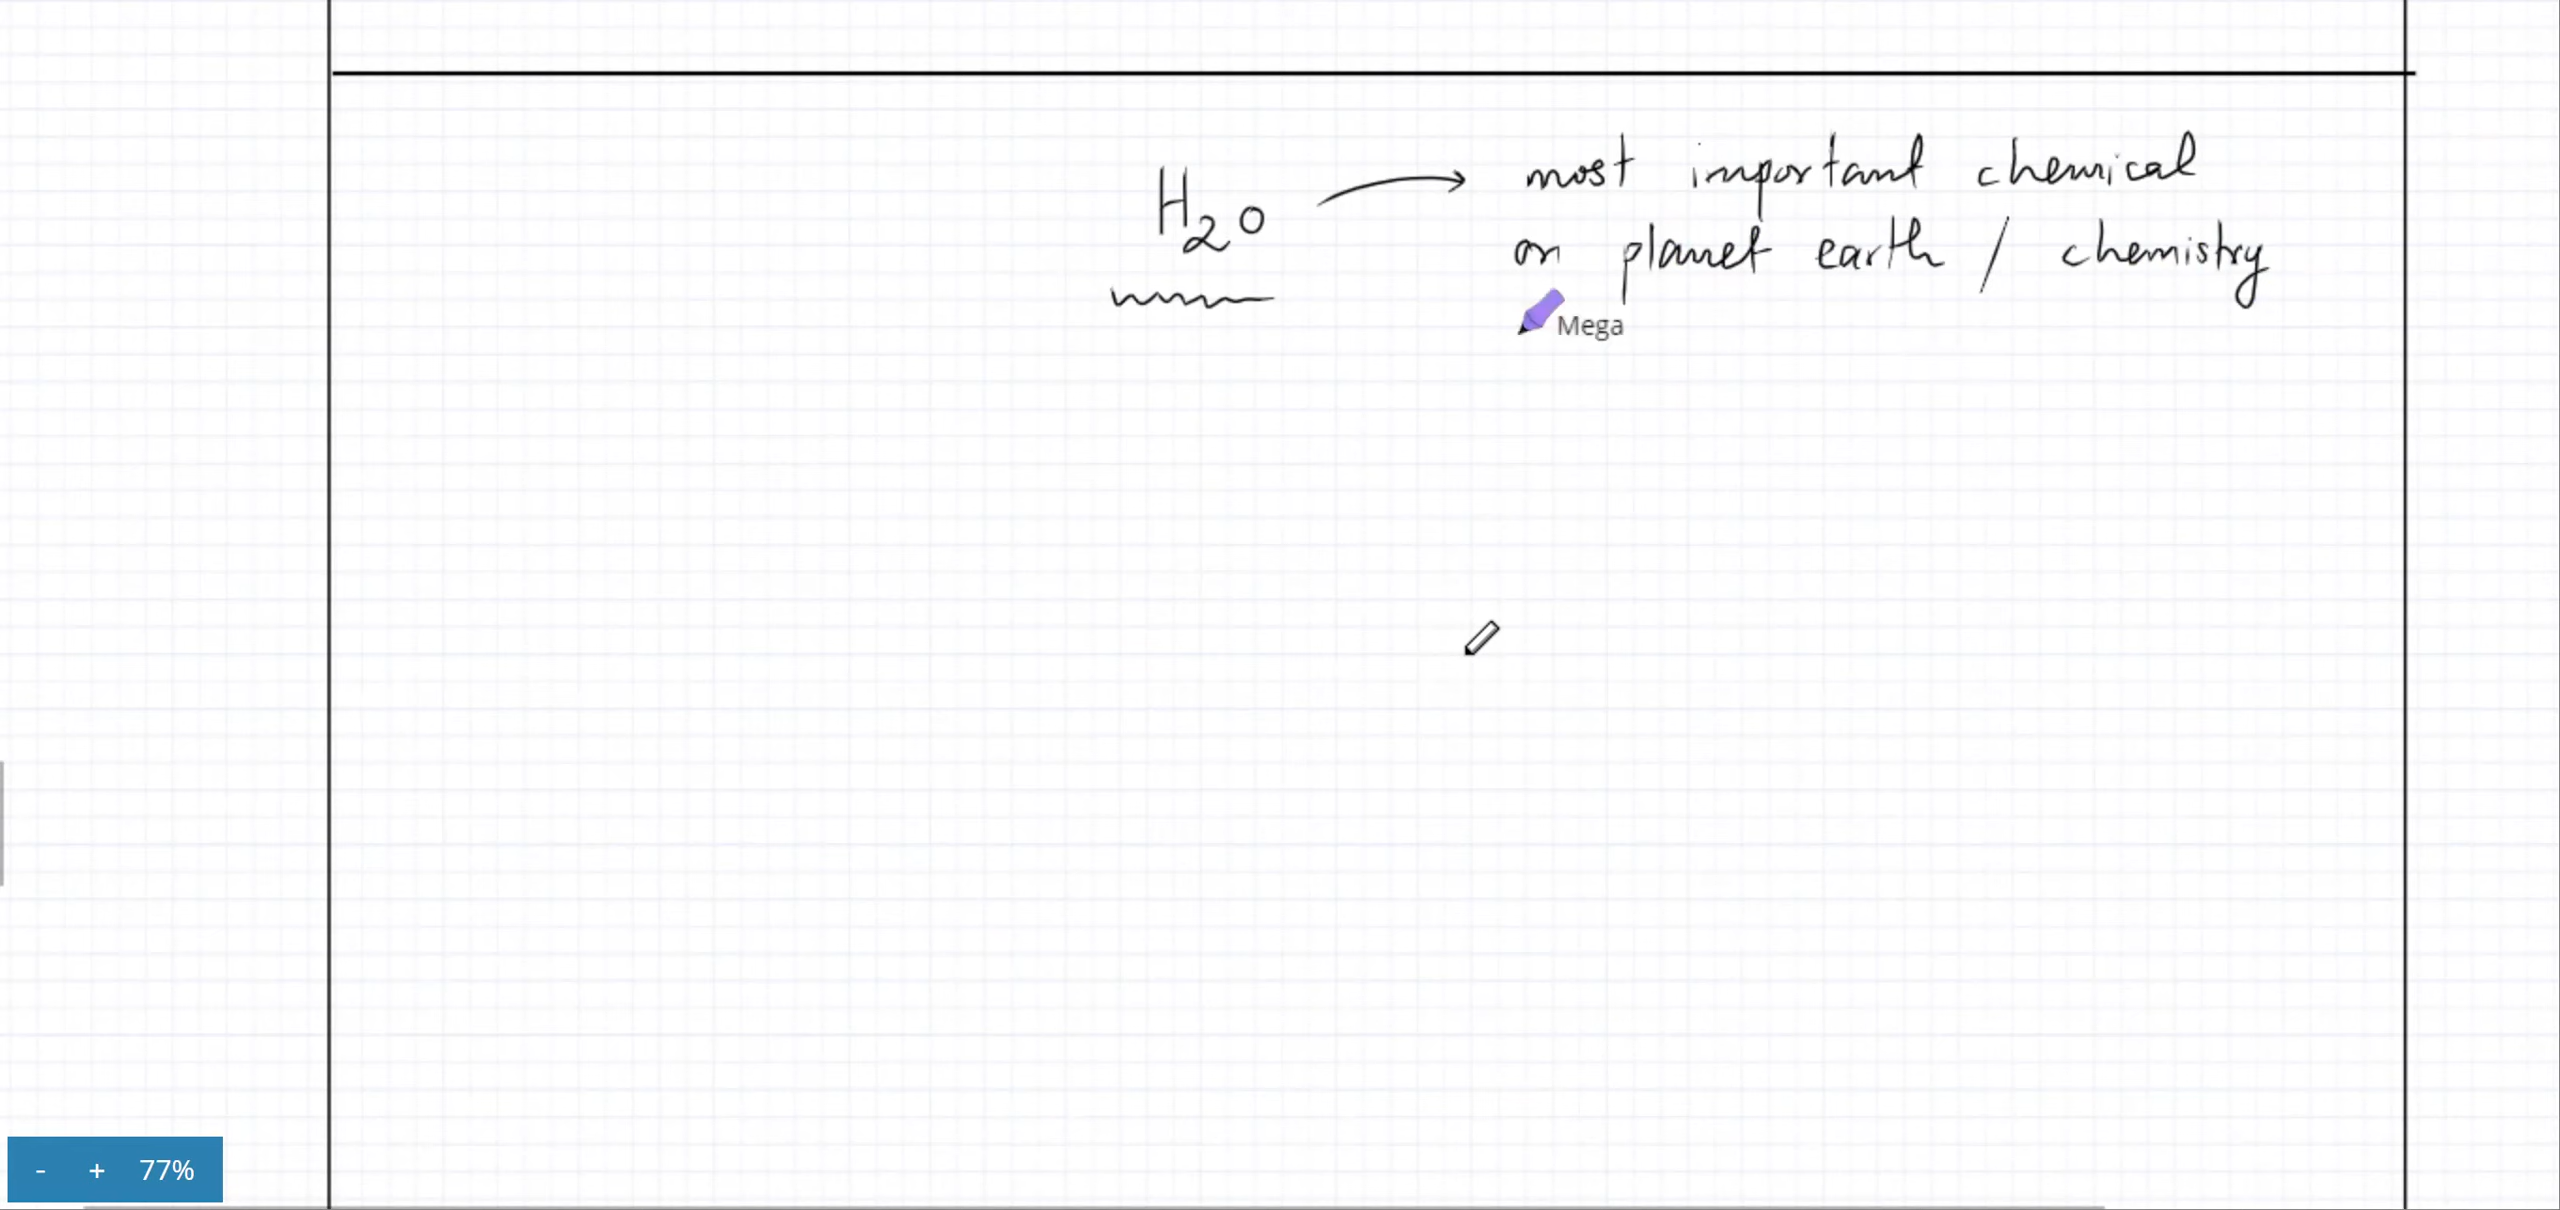 H₂O → most important chemical
on planet earth / chemistry
Mega
- + 77%